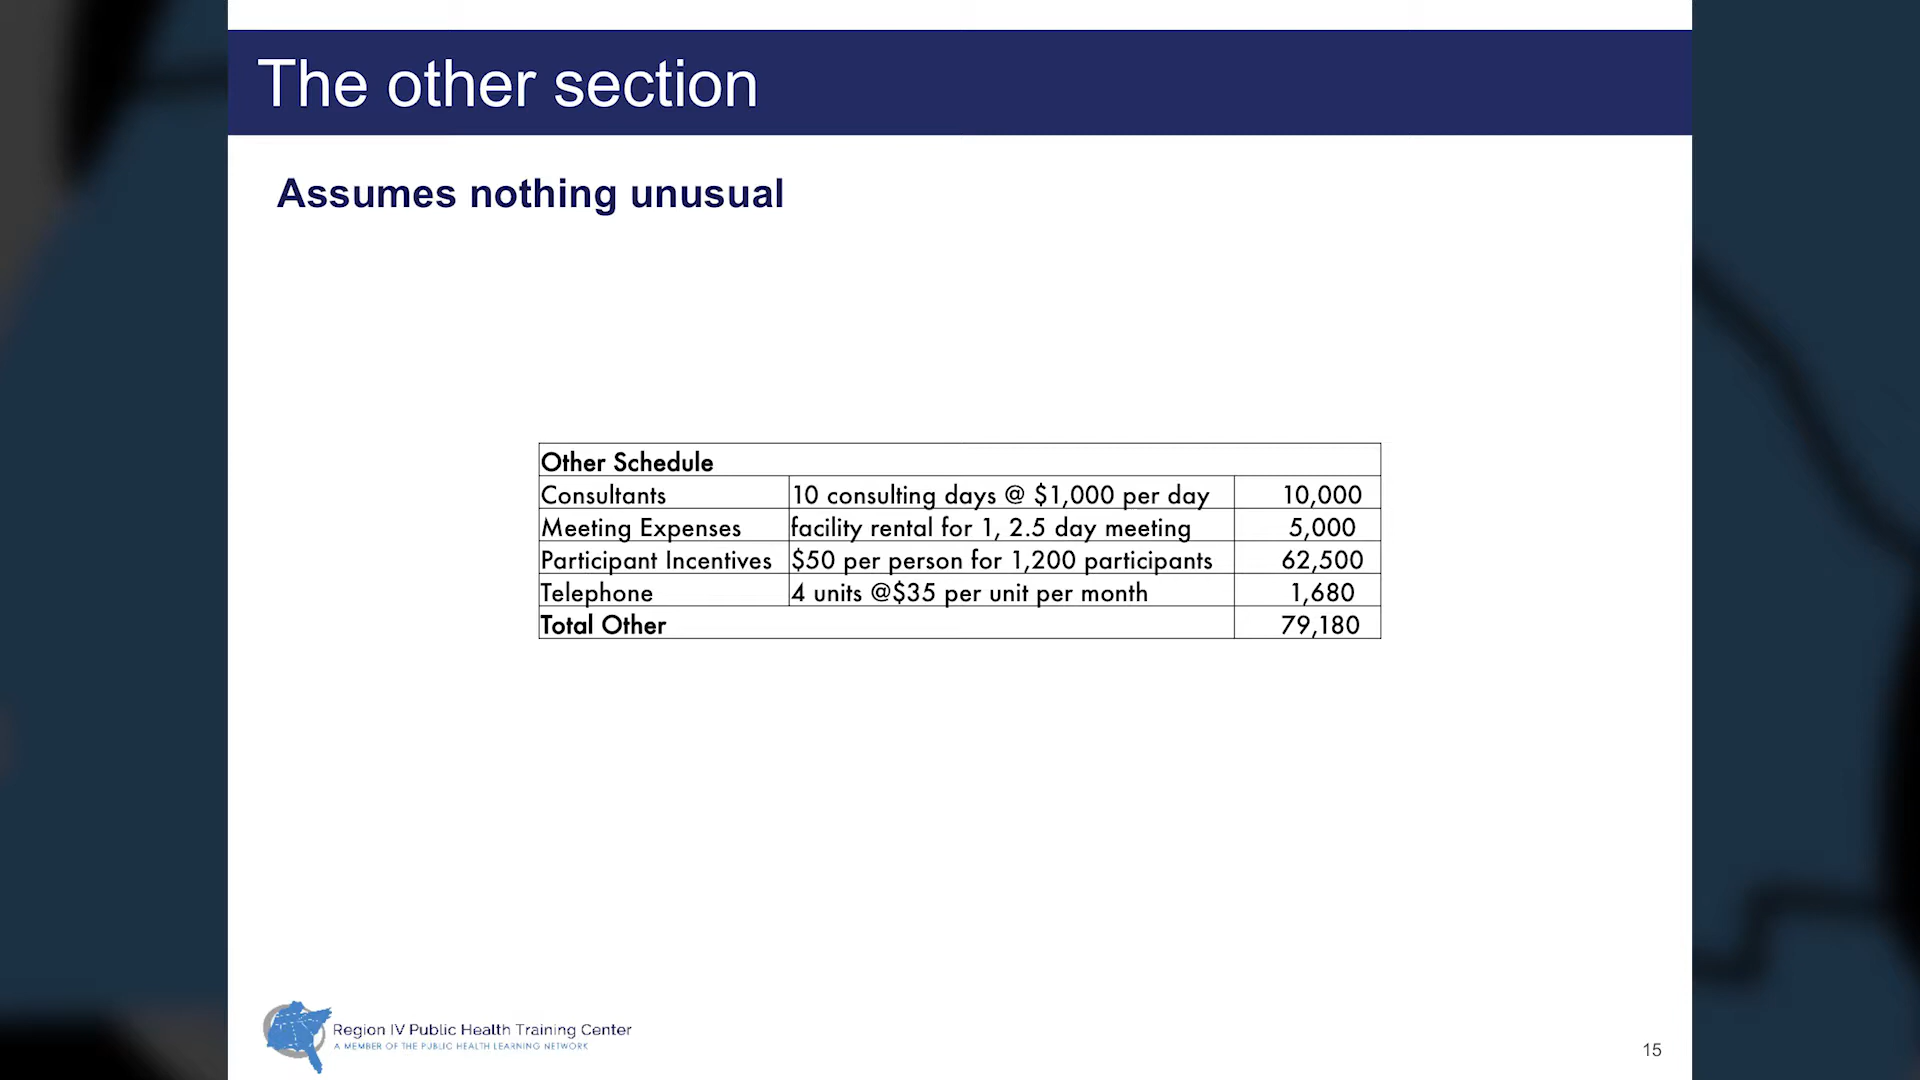 The other section
Assumes nothing unusual
Other Schedule
Consultants 10 consulting days @ $1,000 per day 10,000
Meeting Expenses facility rental for 1, 2.5 day meeting 5,000
Participant Incentives $50 per person for 1,200 participants 62,500
Telephone 4 units @$35 per unit per month 1,680
Total Other 79,180
Region IV Public Health Training Center
A MEMBER OF THE PUBLIC HEALTH LEARNING NETWORK
15